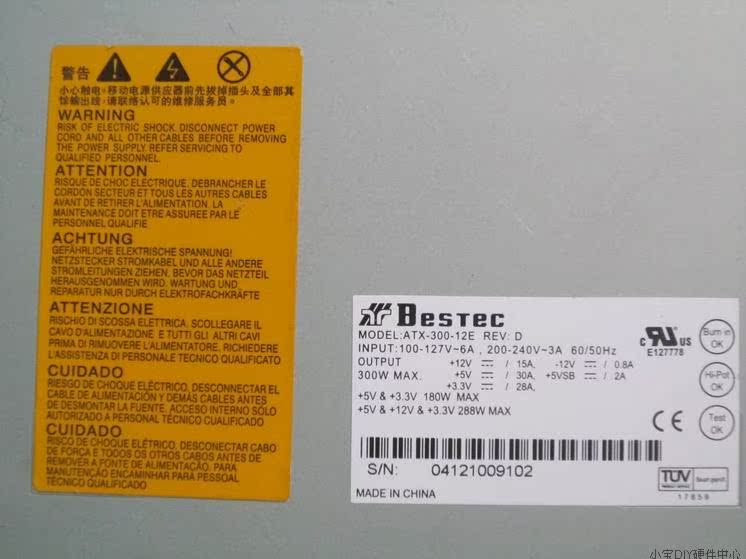 警告
小心触电。移动电源供应器前先拔掉插头及全部其
馀输出线。请联络认可的维修服务员。
WARNING
RISK OF ELECTRIC SHOCK. DISCONNECT POWER
CORD AND ALL OTHER CABLES BEFORE REMOVING
THE POWER SUPPLY. REFER SERVICING TO
QUALIFIED PERSONNEL.
ATTENTION
RISQUE DE CHOC ELECTRIQUE. DEBRANCHER LE
CORDON SECTEUR ET TOUS LES AUTRES CABLES
AVANT DE RETIRER L'ALIMENTATION. LA
MAINTENANCE DOIT ETRE ASSUREE PAR LE
PERSONNEL QUALIFIE
ACHTUNG
GEFÄHRLICHE ELEKTRISCHE SPANNUNG!
NETZSTECKER STROMKABEL UND ALLE ANDERE
STROMLEITUNGEN ZIEHEN, BEVOR DAS NETZTEIL
HERAUSGENOMMEN WIRD. WARTUNG UND
REPARATUR NUR DURCH ELEKTROFACHKRÄFTE
ATTENZIONE
RISCHIO DI SCOSSA ELETTRICA. SCOLLEGARE IL
CAVO D'ALIMENTAZIONE E TUTTI GLI ALTRI CAVI
PRIMA DI RIMUOVERE L'ALIMENTATORE. RICHIEDERE
L'ASSISTENZA DI PERSONALE TECNICO QUALIFICATO
CUIDADO
RIESGO DE CHOQUE ELÉCTRICO, DESCONECTAR EL
CABLE DE ALIMENTACIÓN Y DEMÁS CABLES ANTES
DE DESMONTAR LA FUENTE. ACCESO INTERNO SÓLO
AUTORIZADO A PERSONAL TÉCNICO CUALIFICADO
CUIDADO
RISCO DE CHOQUE ELÉTRICO. DESCONECTAR CABO
DE FORÇA E TODOS OS OTROS CABOS ANTES DE
REMOVER A FONTE DE ALIMENTAÇÃO. PARA
MANUTENÇÃO ENCAMINHAR PARA PESSOAL
TÉCNICO QUALIFICADO
BESTEC
MODEL:ATX-300-12E REV: D
INPUT:100-127V~6A , 200-240V~3A 60/50Hz
OUTPUT +12V / 15A, -12V / 0.8A
300W MAX. +5V / 30A, +5VSB / 2A
+3.3V / 28A,
+5V & +3.3V 180W MAX
+5V & +12V & +3.3V 288W MAX
c RU US
E127778
Burn in
OK
Hi-Pot
OK
CE
Test
OK
S/N: 04121009102
MADE IN CHINA
TÜV
17859
小宝DIY硬件中心